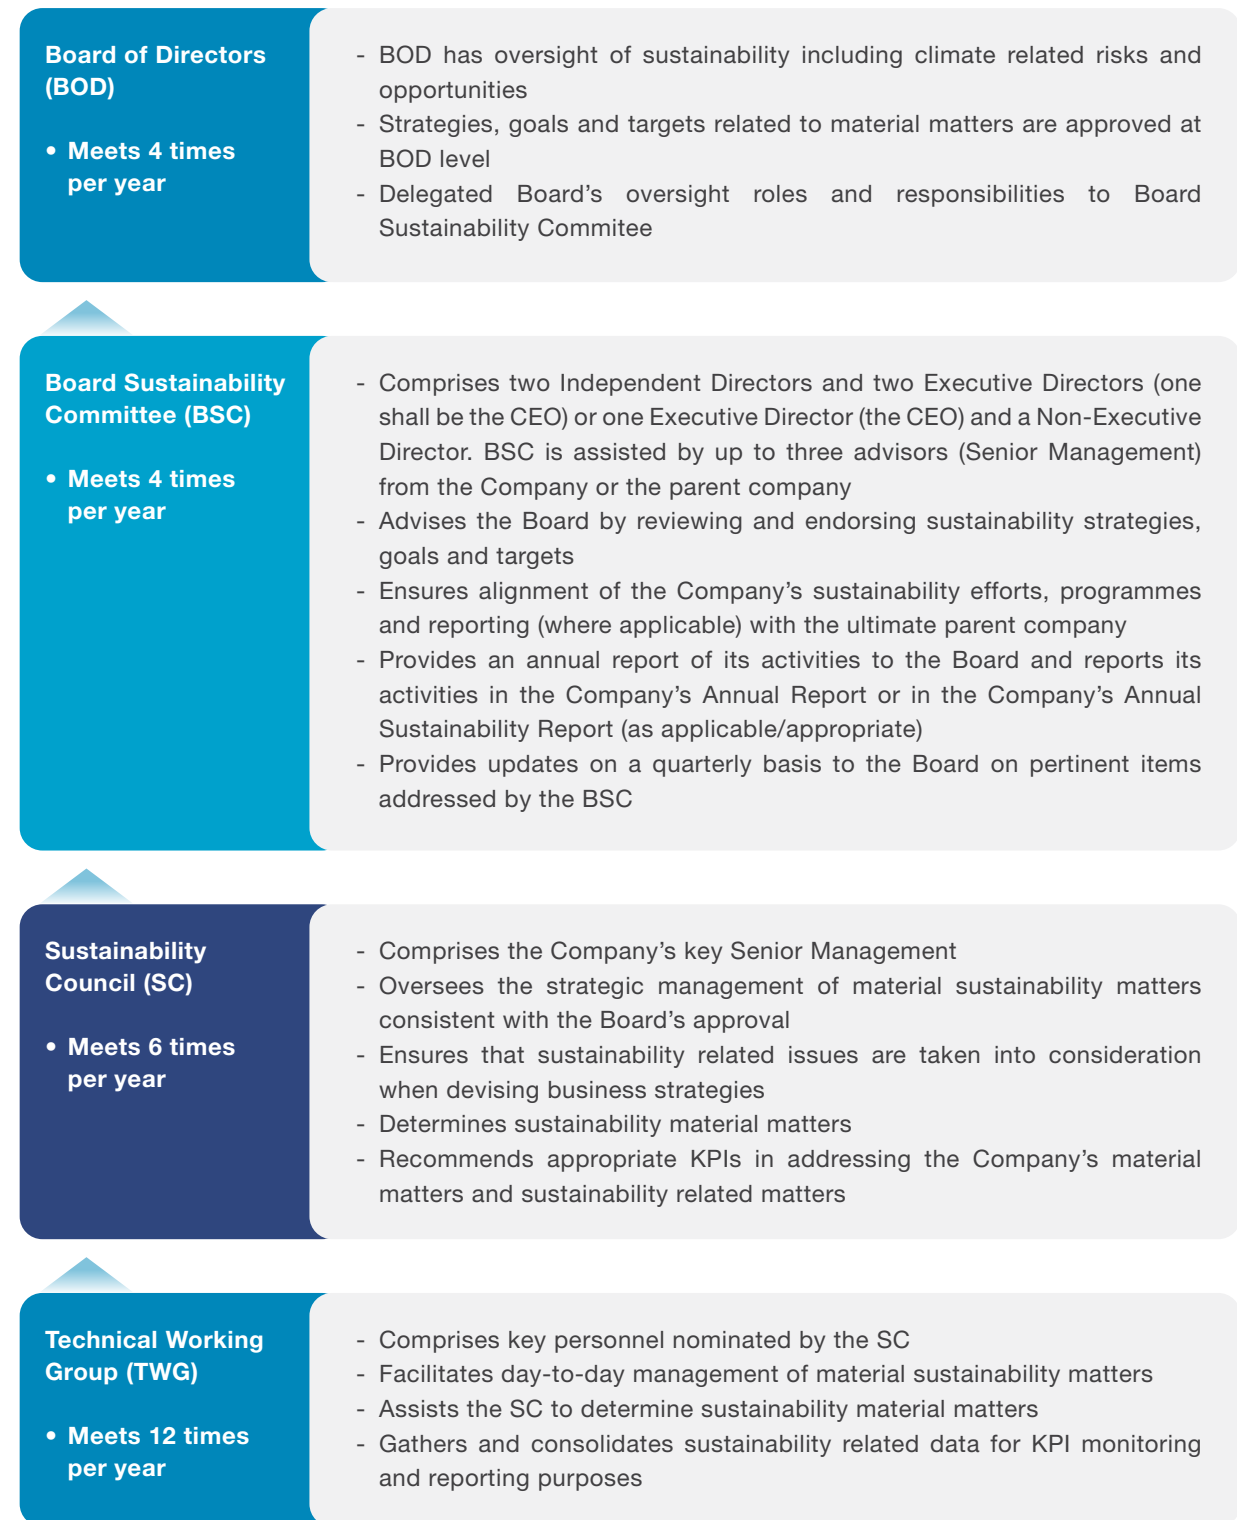 Board of Directors
(BOD)
• Meets 4 times
per year
- BOD has oversight of sustainability including climate related risks and
opportunities
- Strategies, goals and targets related to material matters are approved at
BOD level
- Delegated Board's oversight roles and responsibilities to Board
Sustainability Commitee
Board Sustainability
Committee (BSC)
• Meets 4 times
per year
- Comprises two Independent Directors and two Executive Directors (one
shall be the CEO) or one Executive Director (the CEO) and a Non-Executive
Director. BSC is assisted by up to three advisors (Senior Management)
from the Company or the parent company
- Advises the Board by reviewing and endorsing sustainability strategies,
goals and targets
- Ensures alignment of the Company's sustainability efforts, programmes
and reporting (where applicable) with the ultimate parent company
- Provides an annual report of its activities to the Board and reports its
activities in the Company's Annual Report or in the Company's Annual
Sustainability Report (as applicable/appropriate)
- Provides updates on a quarterly basis to the Board on pertinent items
addressed by the BSC
Sustainability
Council (SC)
• Meets 6 times
per year
- Comprises the Company's key Senior Management
- Oversees the strategic management of material sustainability matters
consistent with the Board's approval
- Ensures that sustainability related issues are taken into consideration
when devising business strategies
- Determines sustainability material matters
- Recommends appropriate KPIs in addressing the Company's material
matters and sustainability related matters
Technical Working
Group (TWG)
• Meets 12 times
per year
- Comprises key personnel nominated by the SC
- Facilitates day-to-day management of material sustainability matters
- Assists the SC to determine sustainability material matters
- Gathers and consolidates sustainability related data for KPI monitoring
and reporting purposes